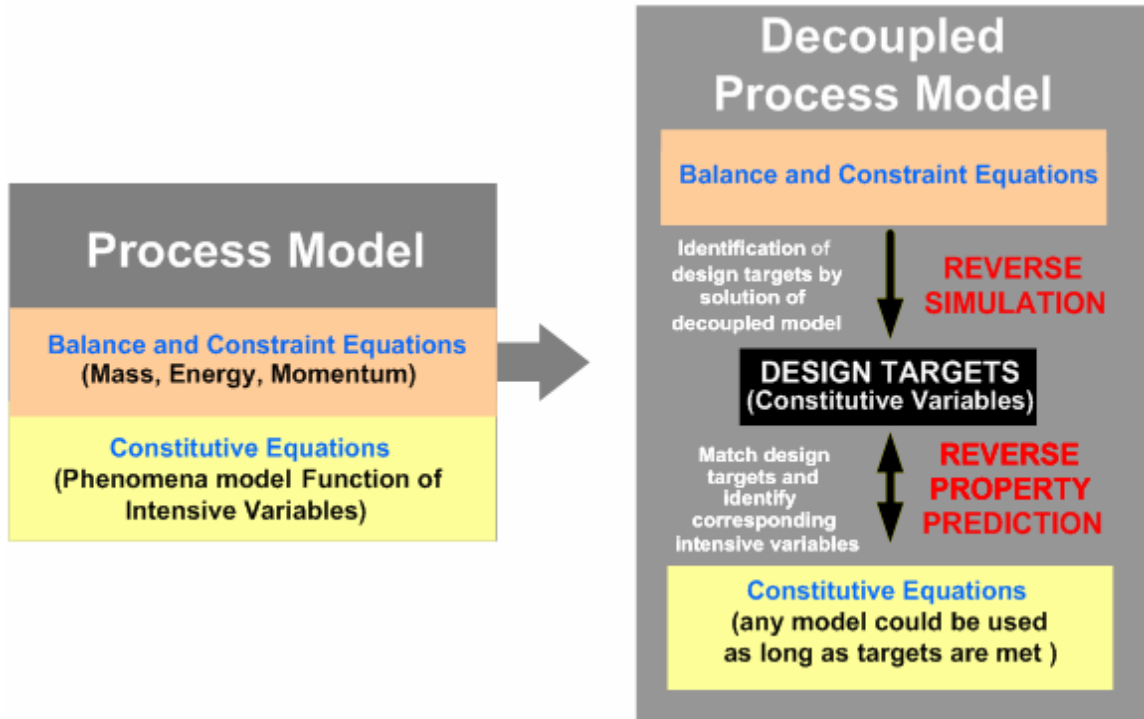 Process Model
Balance and Constraint Equations
(Mass, Energy, Momentum)
Constitutive Equations
(Phenomena model Function of
Intensive Variables)
Decoupled
Process Model
Balance and Constraint Equations
Identification of
design targets by
solution of
decoupled model
REVERSE
SIMULATION
DESIGN TARGETS
(Constitutive Variables)
Match design
targets and
identify
corresponding
intensive variables
REVERSE
PROPERTY
PREDICTION
Constitutive Equations
(any model could be used
as long as targets are met )